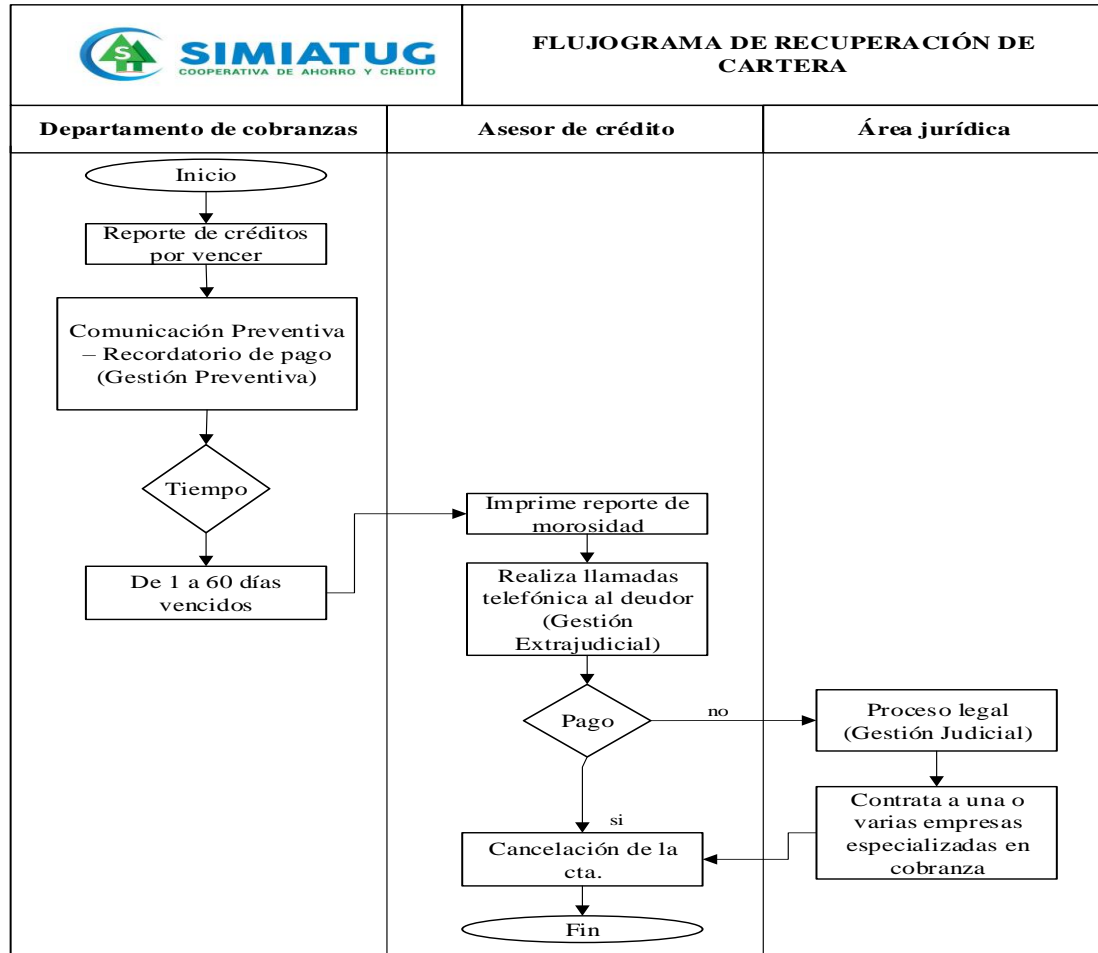 S
SIMIATUG
COOPERATIVA DE AHORRO Y CRÉDITO
FLUJOGRAMA DE RECUPERACIÓN DE
CARTERA
Departamento de cobranzas
Asesor de crédito
Área jurídica
Inicio
Reporte de créditos
por vencer
Comunicación Preventiva
– Recordatorio de pago
(Gestión Preventiva)
Tiempo
De 1 a 60 días
vencidos
Imprime reporte de
morosidad
Realiza llamadas
telefónica al deudor
(Gestión
Extrajudicial)
Pago
no
si
Proceso legal
(Gestión Judicial)
Contrata a una o
varias empresas
especializadas en
cobranza
Cancelación de la
cta.
Fin